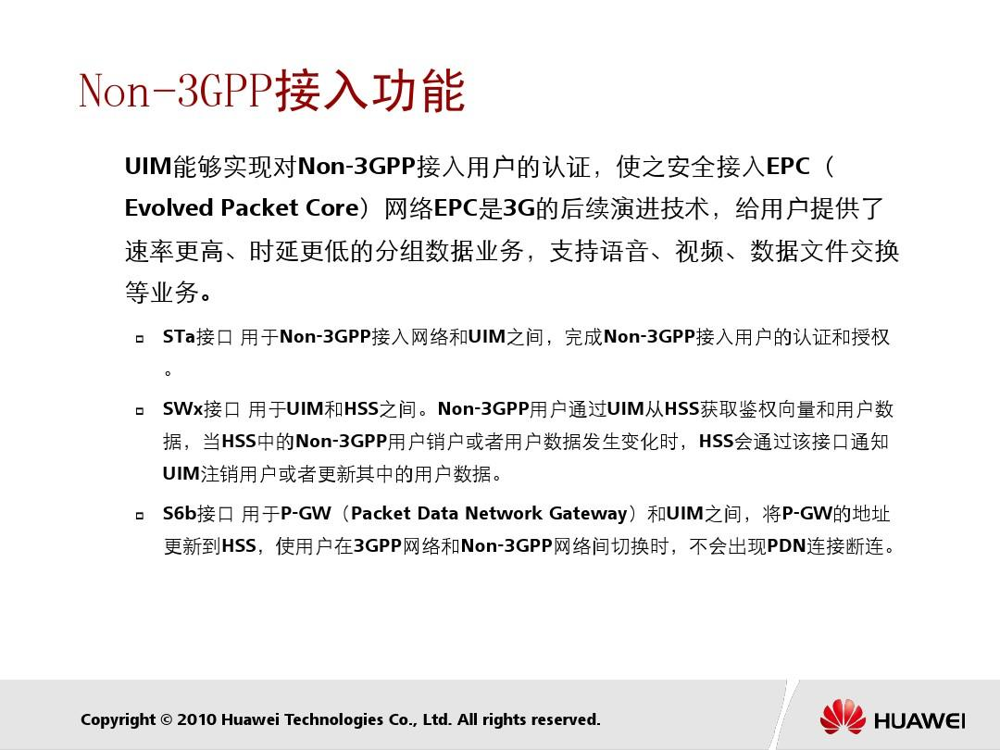 Non-3GPP接入功能
UIM能够实现对Non-3GPP接入用户的认证，使之安全接入EPC（
Evolved Packet Core）网络EPC是3G的后续演进技术，给用户提供了
速率更高、时延更低的分组数据业务，支持语音、视频、数据文件交换
等业务。
STa接口 用于Non-3GPP接入网络和UIM之间，完成Non-3GPP接入用户的认证和授权
。
SWx接口 用于UIM和HSS之间。Non-3GPP用户通过UIM从HSS获取鉴权向量和用户数
据，当HSS中的Non-3GPP用户销户或者用户数据发生变化时，HSS会通过该接口通知
UIM注销用户或者更新其中的用户数据。
S6b接口 用于P-GW（Packet Data Network Gateway）和UIM之间，将P-GW的地址
更新到HSS，使用户在3GPP网络和Non-3GPP网络间切换时，不会出现PDN连接断连。
Copyright © 2010 Huawei Technologies Co., Ltd. All rights reserved.
HUAWEI